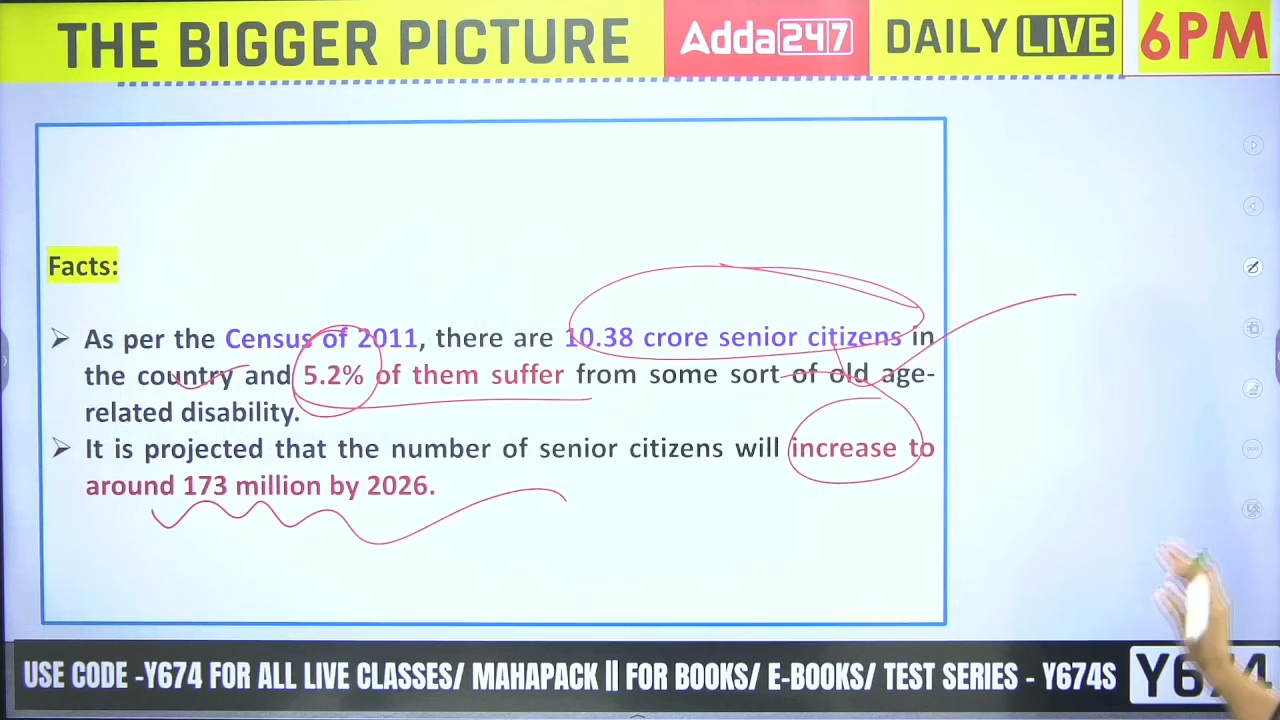 THE BIGGER PICTURE Adda247 DAILY LIVE 6PM
Facts:
➢ As per the Census of 2011, there are 10.38 crore senior citizens in
the country and 5.2% of them suffer from some sort of old age-
related disability.
➢ It is projected that the number of senior citizens will increase to
around 173 million by 2026.
USE CODE -Y674 FOR ALL LIVE CLASSES/ MAHAPACK || FOR BOOKS/ E-BOOKS/ TEST SERIES - Y674S
Y674